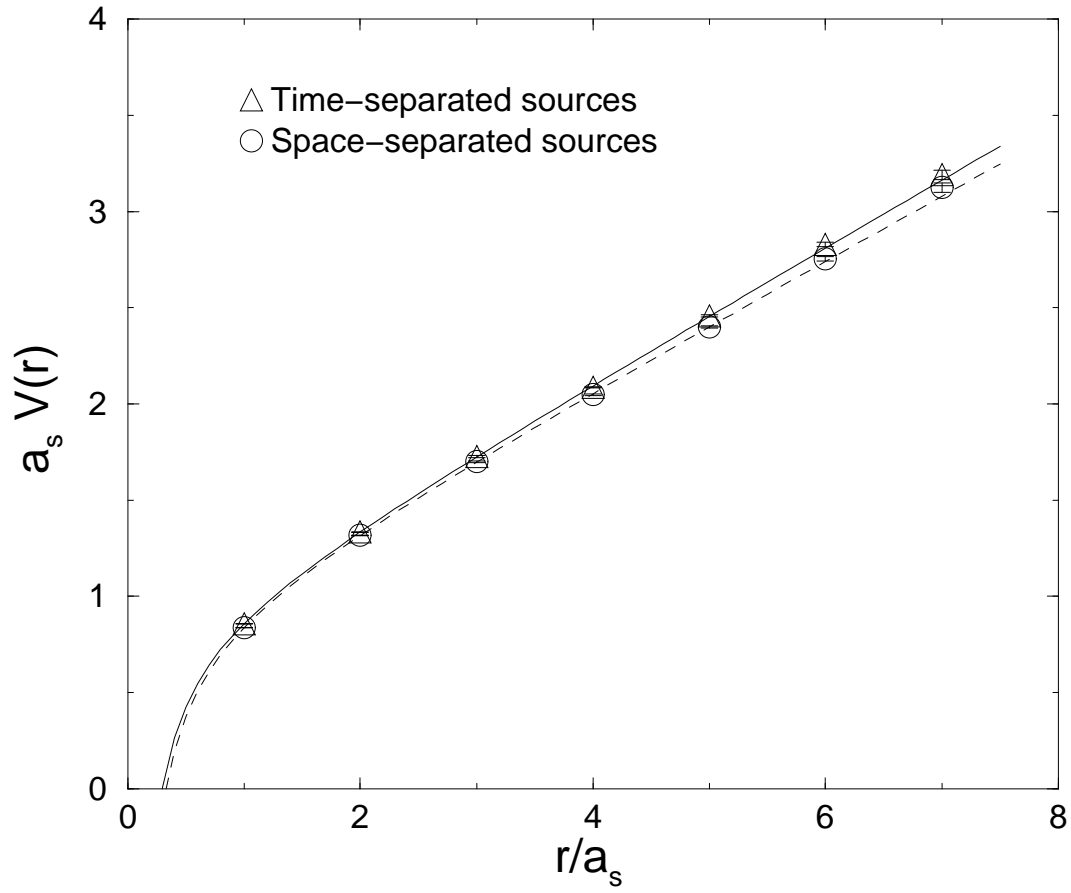 4
3
2
1
0
a_s V(r)
Time−separated sources
Space−separated sources
0 2 4 6 8
r/a_s